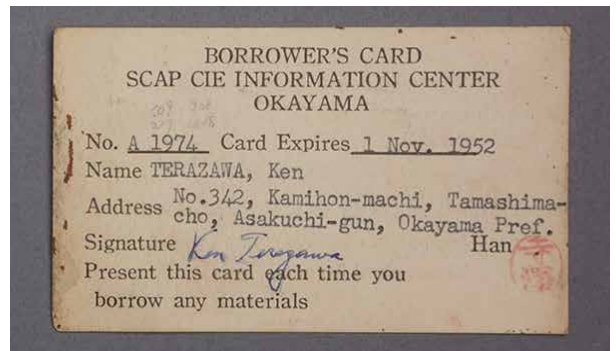 BORROWER'S CARD
SCAP CIE INFORMATION CENTER
OKAYAMA
No. A 1974 Card Expires 1 Nov. 1952
Name TERAZAWA, Ken
Address No.342, Kamihon-machi, Tamashima-
cho, Asakuchi-gun, Okayama Pref.
Signature Ken Terazawa Han
Present this card each time you
borrow any materials